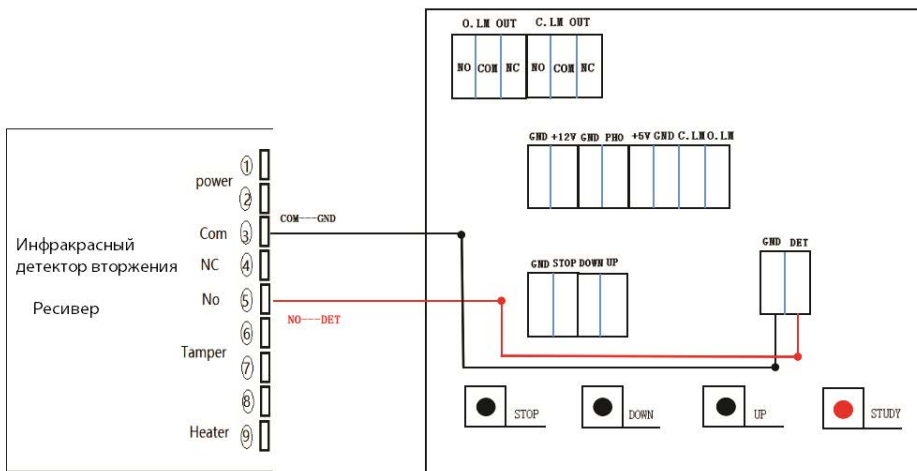 O.LM OUT C.LM OUT
NO COM NC NO COM NC
GND +12V GND PHO +5V GND C.LM O.LM
power ① ②
COM---GND
Com ③
Инфракрасный
детектор вторжения
NC ④
Ресивер
No ⑤
NO---DET
⑥
Tamper
⑦
⑧
Heater ⑨
GND STOP DOWN UP
GND DET
STOP DOWN UP STUDY